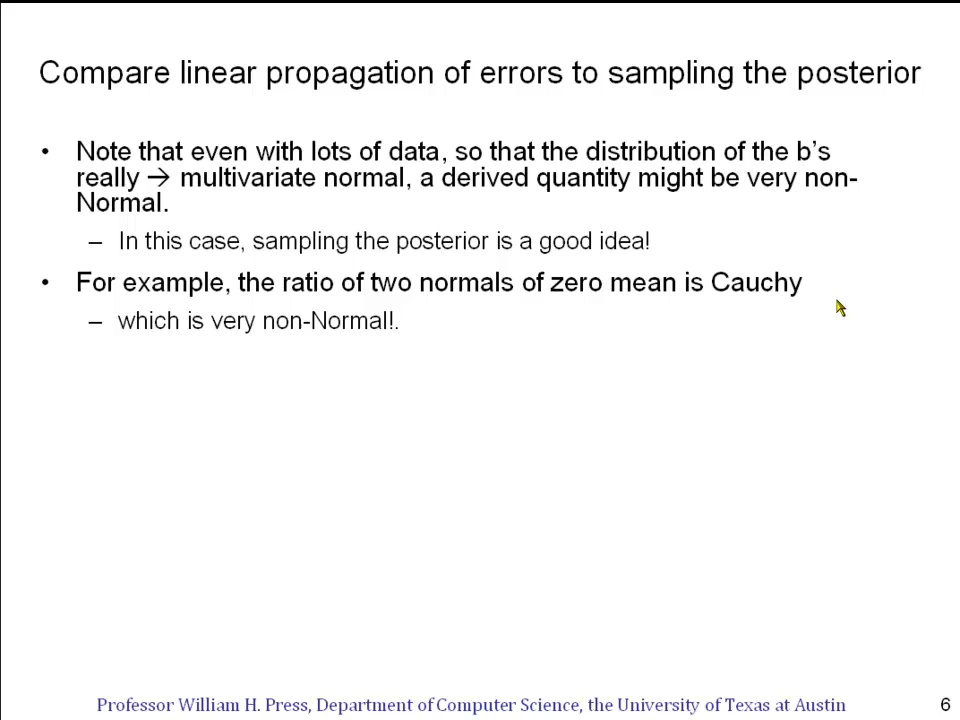 Compare linear propagation of errors to sampling the posterior
• Note that even with lots of data, so that the distribution of the b's
really → multivariate normal, a derived quantity might be very non-
Normal.
– In this case, sampling the posterior is a good idea!
• For example, the ratio of two normals of zero mean is Cauchy
– which is very non-Normal!.
Professor William H. Press, Department of Computer Science, the University of Texas at Austin
6